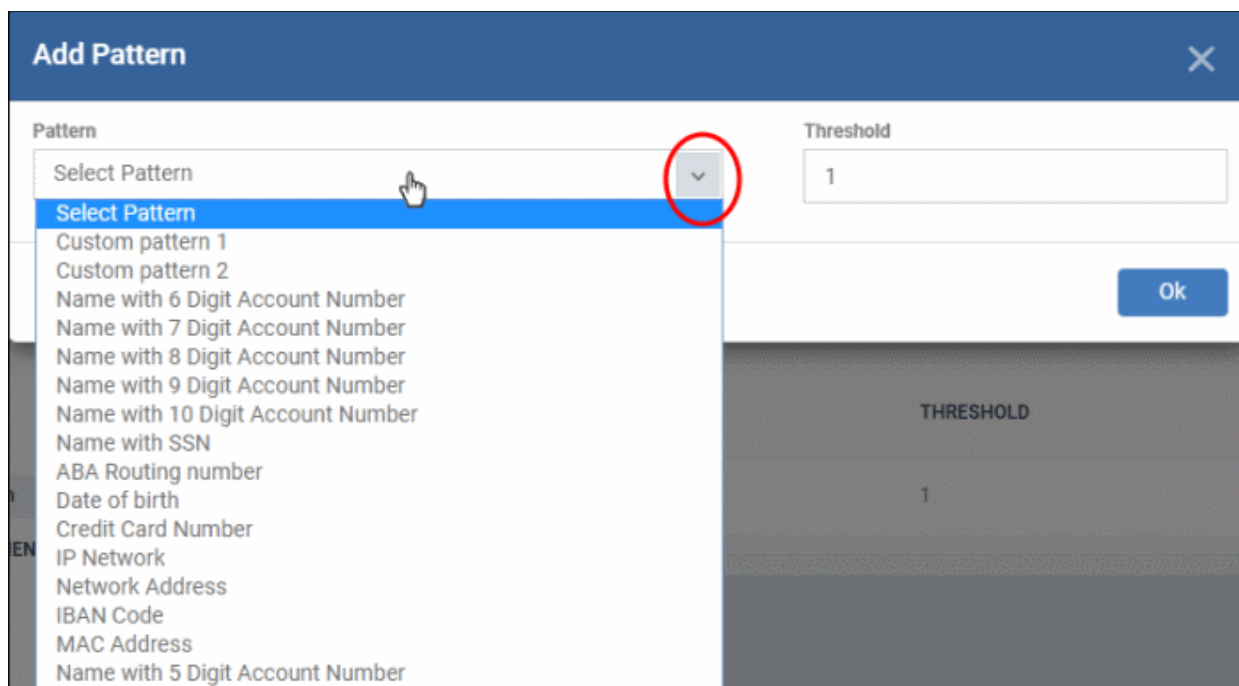 Add Pattern
Pattern
Threshold
Select Pattern
1
Select Pattern
Custom pattern 1
Custom pattern 2
Name with 6 Digit Account Number
Ok
Name with 7 Digit Account Number
Name with 8 Digit Account Number
Name with 9 Digit Account Number
Name with 10 Digit Account Number
THRESHOLD
Name with SSN
ABA Routing number
Date of birth
1
Credit Card Number
IP Network
Network Address
IBAN Code
MAC Address
Name with 5 Digit Account Number